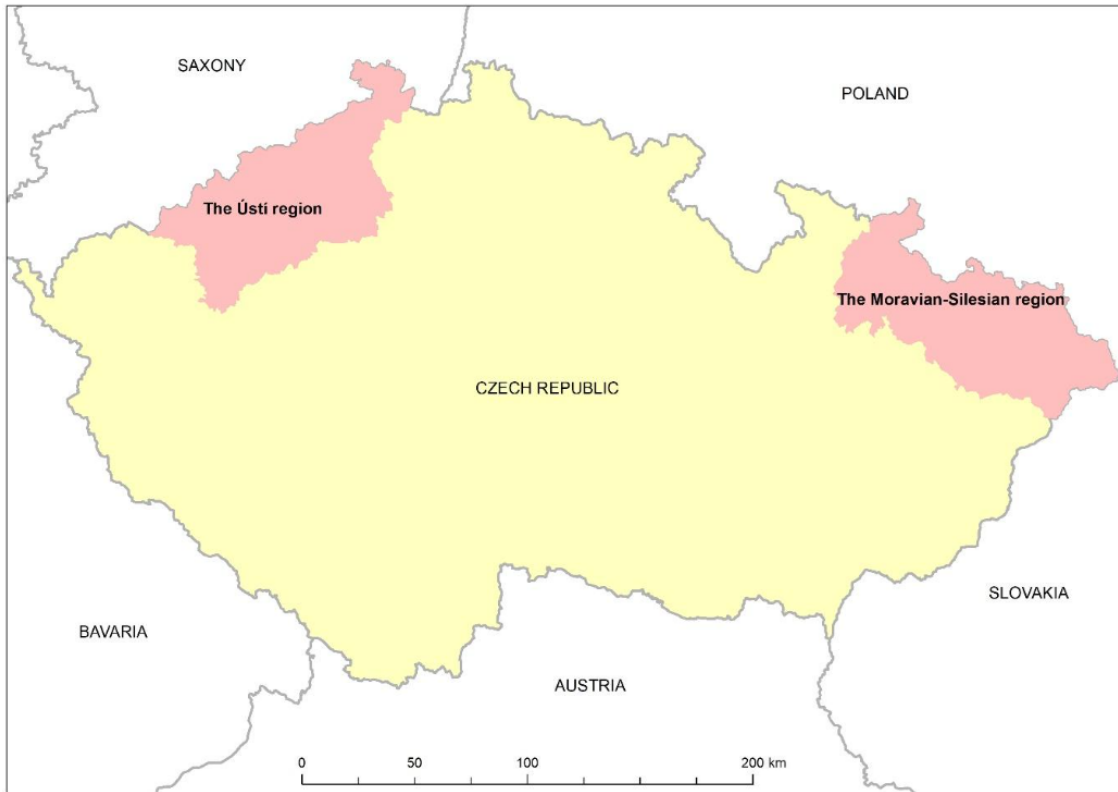 SAXONY
POLAND
The Ústí region
The Moravian-Silesian region
CZECH REPUBLIC
SLOVAKIA
BAVARIA
AUSTRIA
0 50 100 200 km